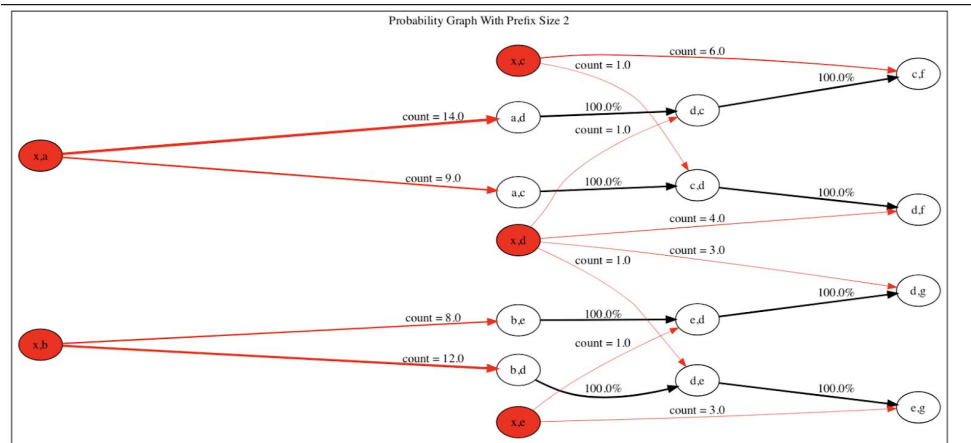 Probability Graph With Prefix Size 2
x,c
count = 6.0
c,f
count = 1.0
100.0%
count = 14.0
a,d
100.0%
d,c
count = 1.0
x,a
count = 9.0
a,c
100.0%
c,d
100.0%
d,f
x,d
count = 4.0
count = 3.0
count = 1.0
d,g
100.0%
count = 8.0
b,e
100.0%
e,d
x,b
count = 1.0
count = 12.0
b,d
100.0%
d,e
100.0%
x,e
count = 3.0
e,g